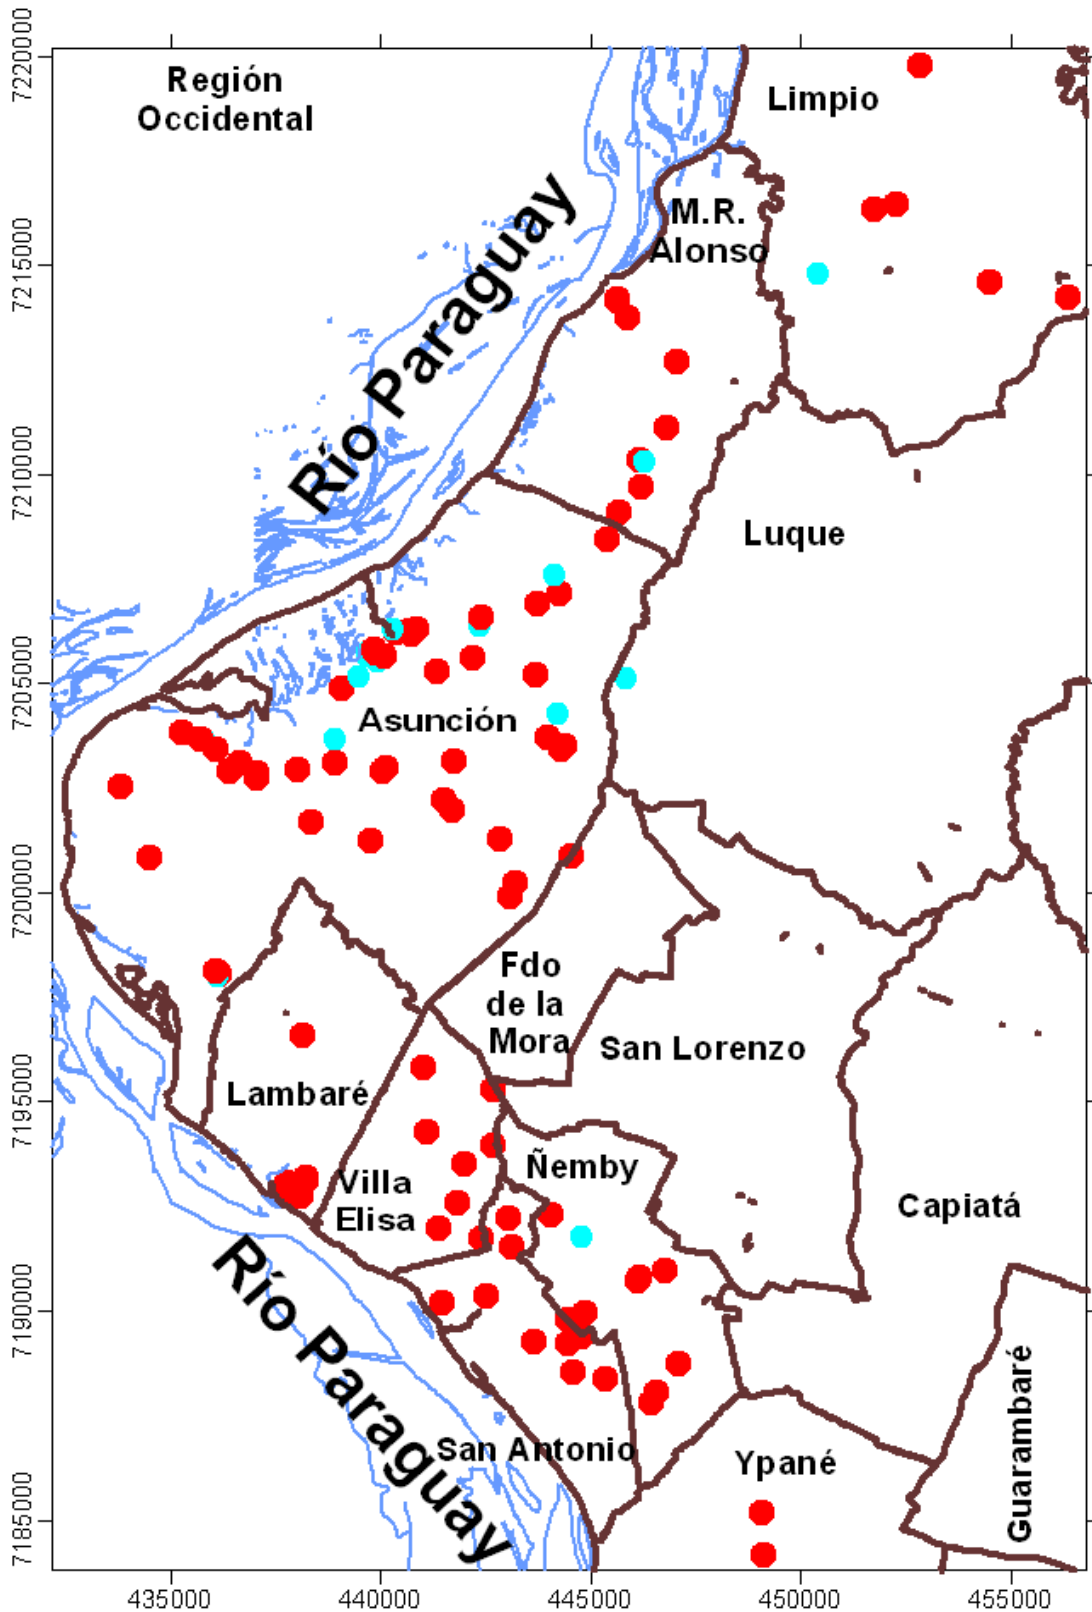 Región
Occidental
Limpio
M.R.
Alonso
Río Paraguay
Luque
Asunción
Fdo
de la
Mora
San Lorenzo
Lambaré
Ñemby
Villa
Elisa
Capiatá
Río Paraguay
San Antonio
Ypané
Guarambaré
7220000
7215000
7210000
7205000
7200000
7195000
7190000
7185000
435000
440000
445000
450000
455000